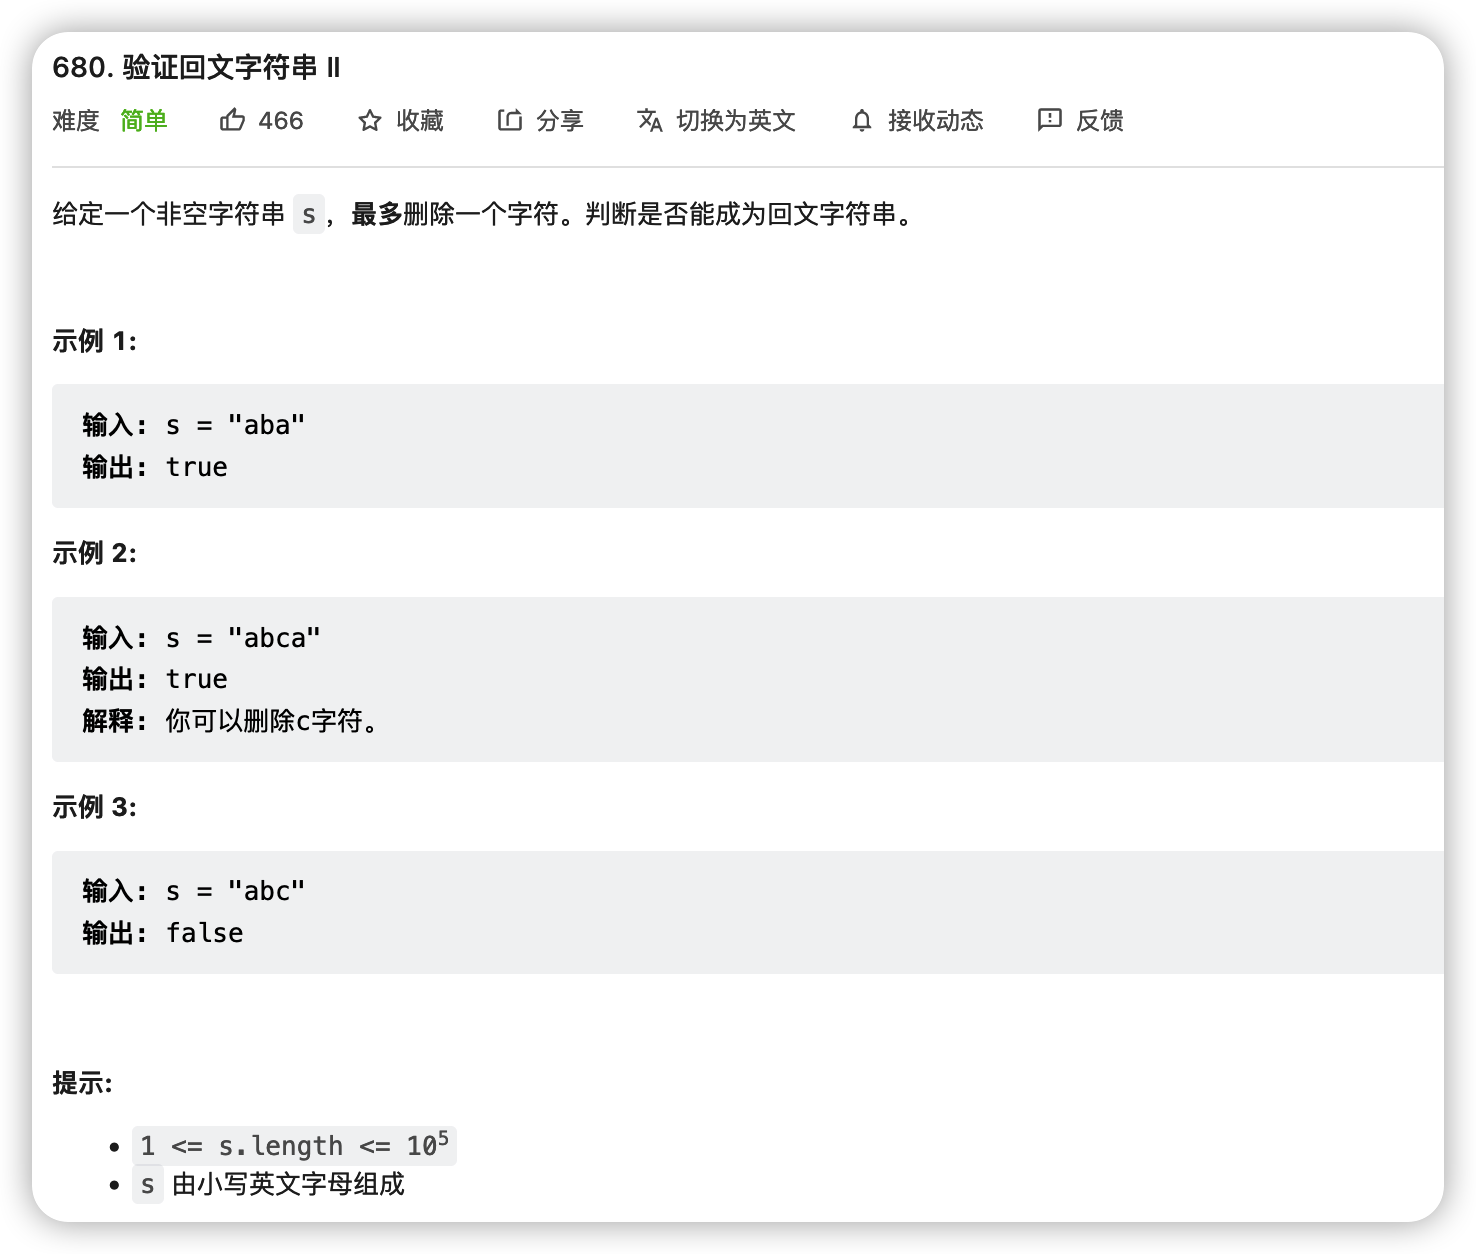 680. 验证回文字符串 II
难度 简单 466 收藏 分享 切换为英文 接收动态 反馈
给定一个非空字符串 s，最多删除一个字符。判断是否能成为回文字符串。
示例 1:
输入: s = "aba"
输出: true
示例 2:
输入: s = "abca"
输出: true
解释: 你可以删除c字符。
示例 3:
输入: s = "abc"
输出: false
提示:
• 1 <= s.length <= 10⁵
• s 由小写英文字母组成